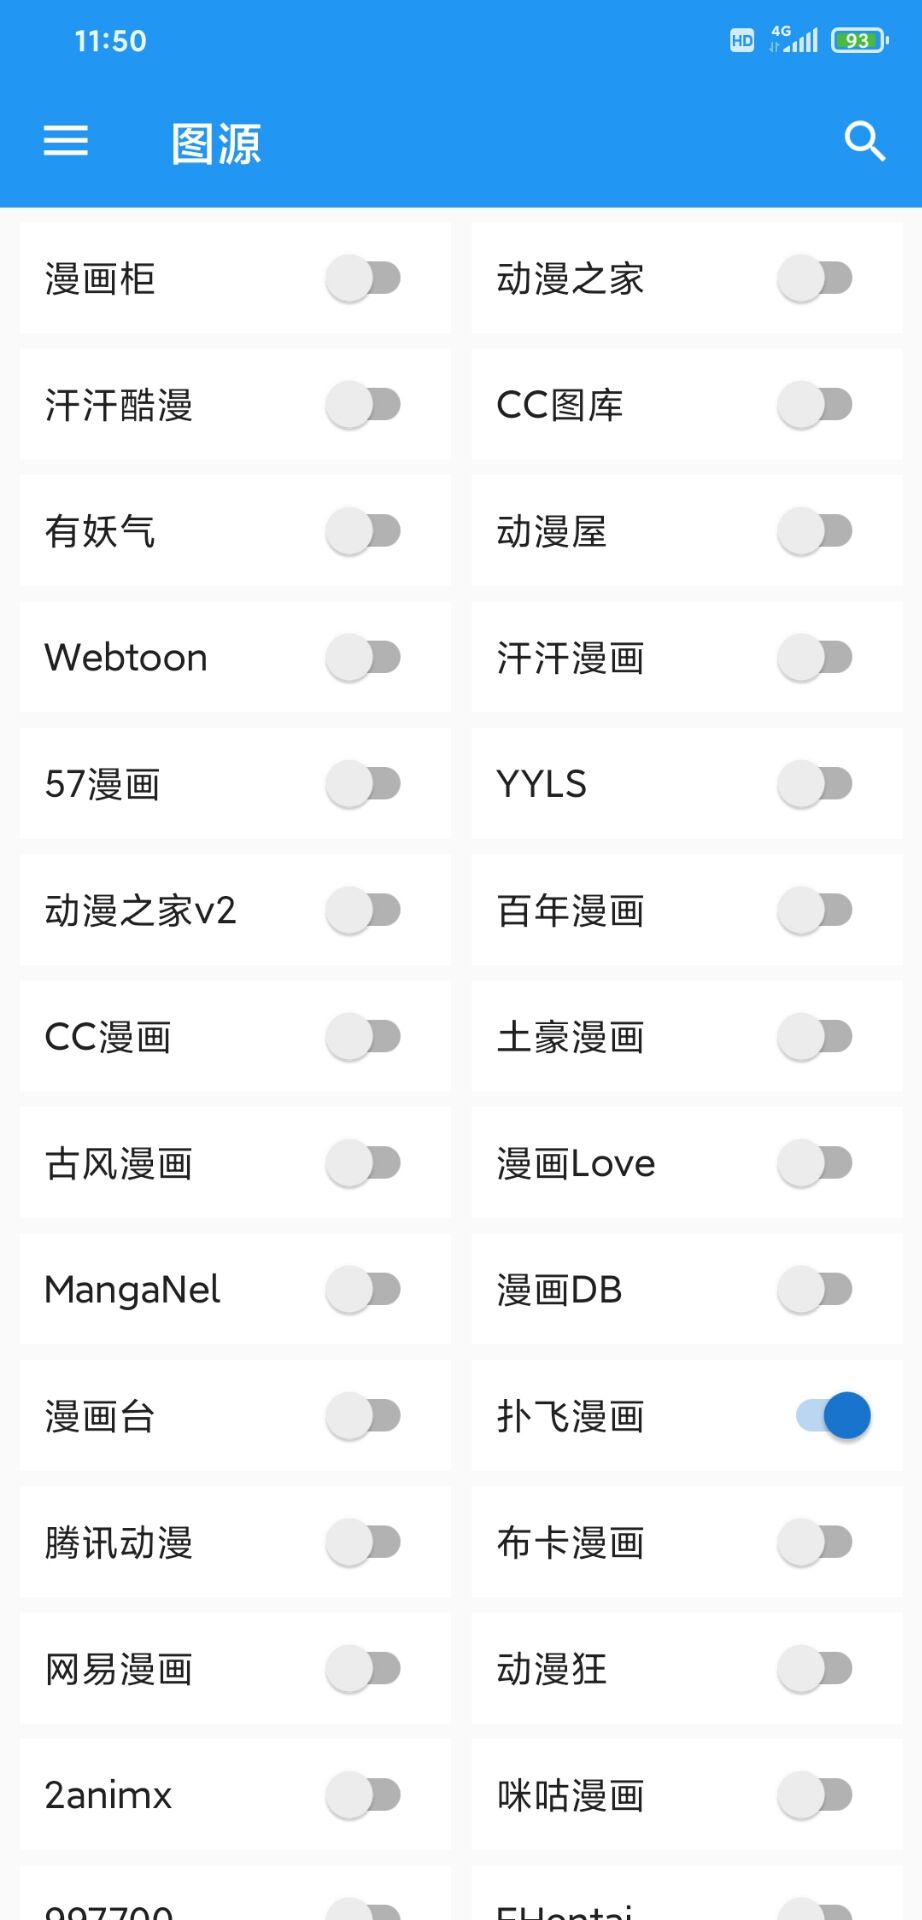 11:50
HD 4G 93
图源
漫画柜 动漫之家
汗汗酷漫 CC图库
有妖气 动漫屋
Webtoon 汗汗漫画
57漫画 YYLS
动漫之家v2 百年漫画
CC漫画 土豪漫画
古风漫画 漫画Love
MangaNel 漫画DB
漫画台 扑飞漫画
腾讯动漫 布卡漫画
网易漫画 动漫狂
2animx 咪咕漫画
997700 EHentai